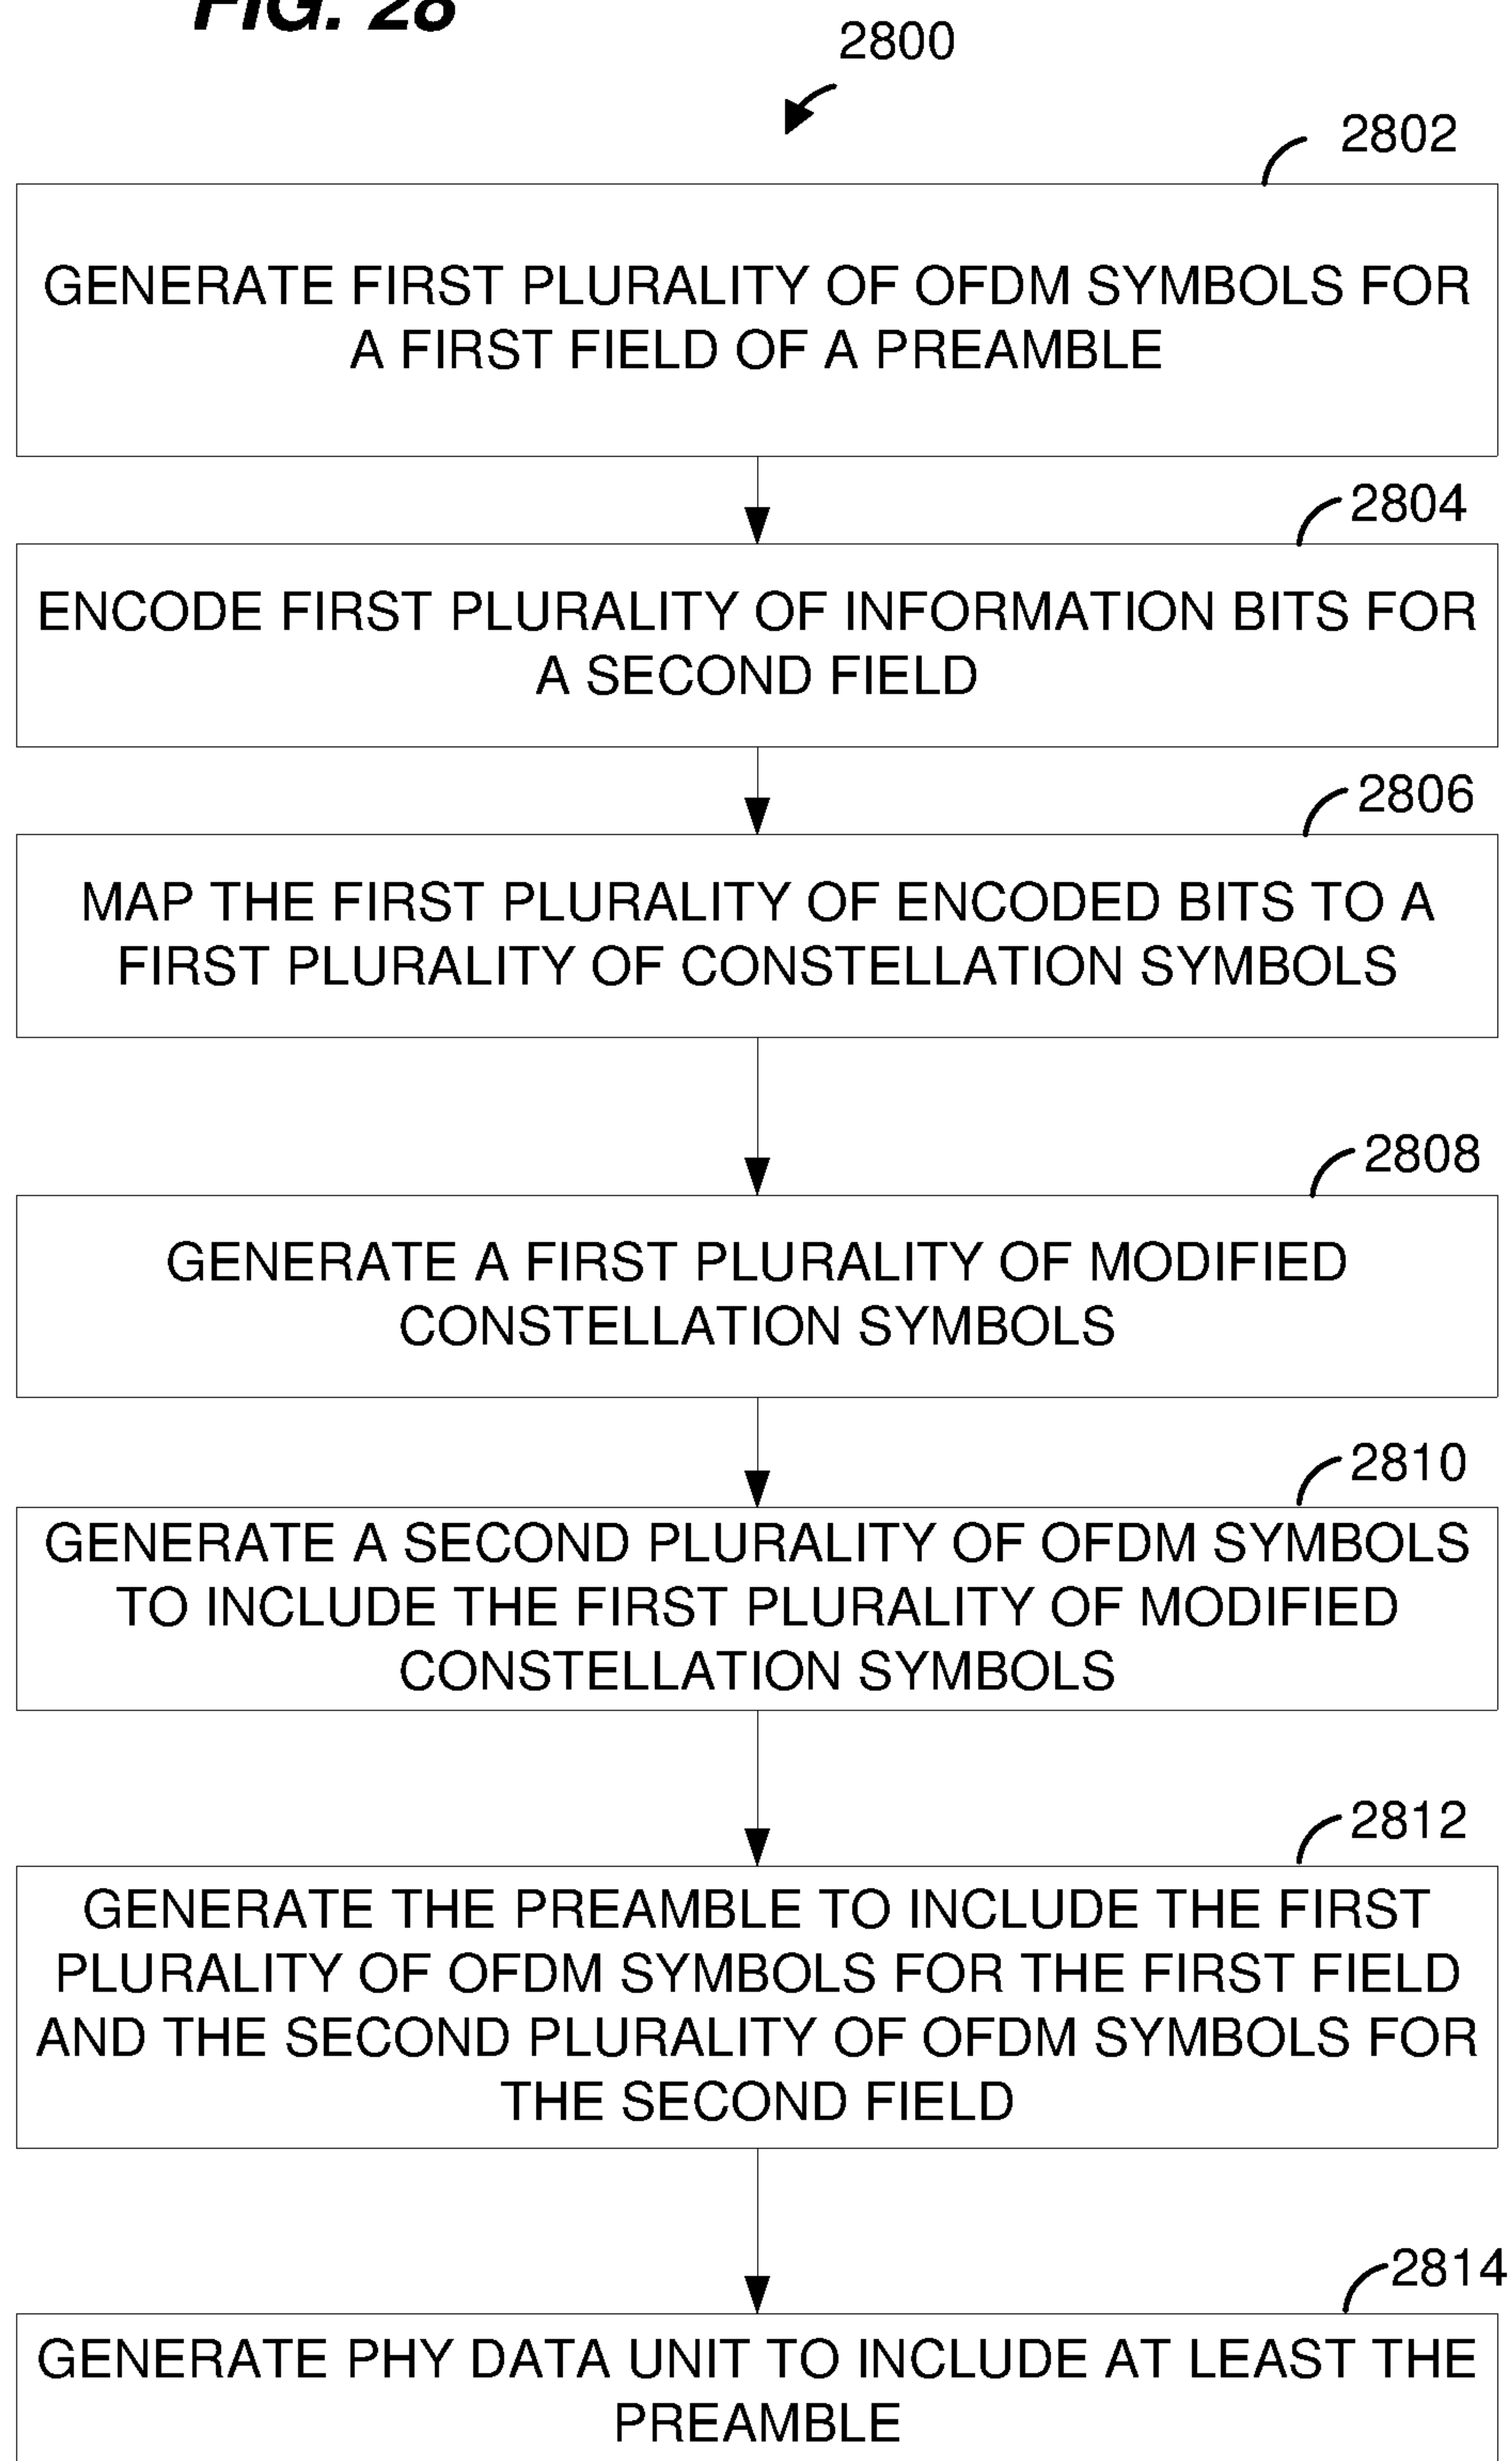 FIG. 28
2800
2802
GENERATE FIRST PLURALITY OF OFDM SYMBOLS FOR
A FIRST FIELD OF A PREAMBLE
2804
ENCODE FIRST PLURALITY OF INFORMATION BITS FOR
A SECOND FIELD
2806
MAP THE FIRST PLURALITY OF ENCODED BITS TO A
FIRST PLURALITY OF CONSTELLATION SYMBOLS
2808
GENERATE A FIRST PLURALITY OF MODIFIED
CONSTELLATION SYMBOLS
2810
GENERATE A SECOND PLURALITY OF OFDM SYMBOLS
TO INCLUDE THE FIRST PLURALITY OF MODIFIED
CONSTELLATION SYMBOLS
2812
GENERATE THE PREAMBLE TO INCLUDE THE FIRST
PLURALITY OF OFDM SYMBOLS FOR THE FIRST FIELD
AND THE SECOND PLURALITY OF OFDM SYMBOLS FOR
THE SECOND FIELD
2814
GENERATE PHY DATA UNIT TO INCLUDE AT LEAST THE
PREAMBLE